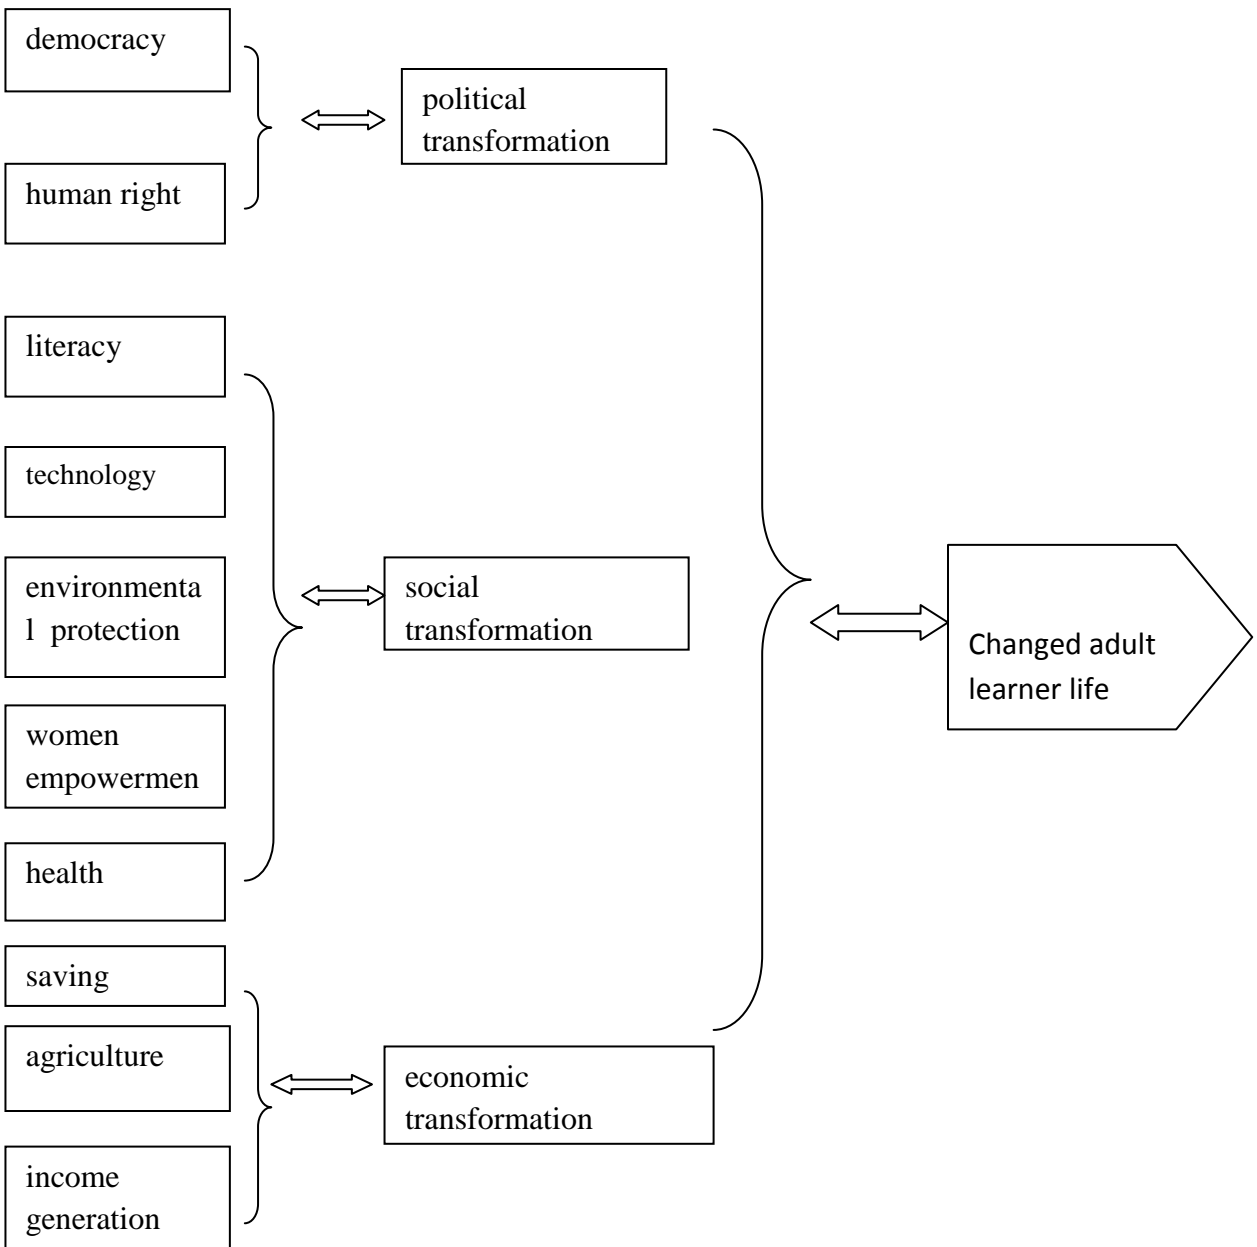 democracy
human right
political
transformation
literacy
technology
environmenta
l protection
women
empowermen
health
social
transformation
saving
agriculture
income
generation
economic
transformation
Changed adult
learner life